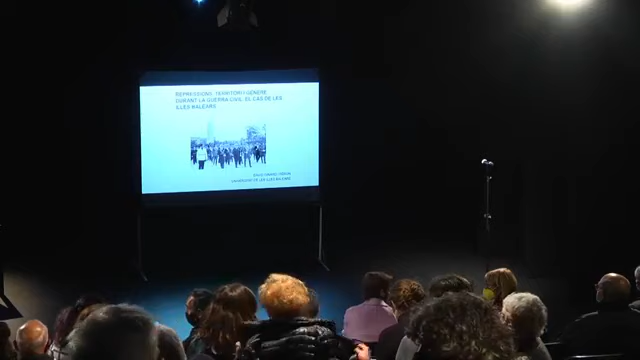 REPRESSIONS, TERRITORI I GÈNERE
DURANT LA GUERRA CIVIL. EL CAS DE LES
ILLES BALEARS
UNIVERSITAT DE LES ILLES BALEARS